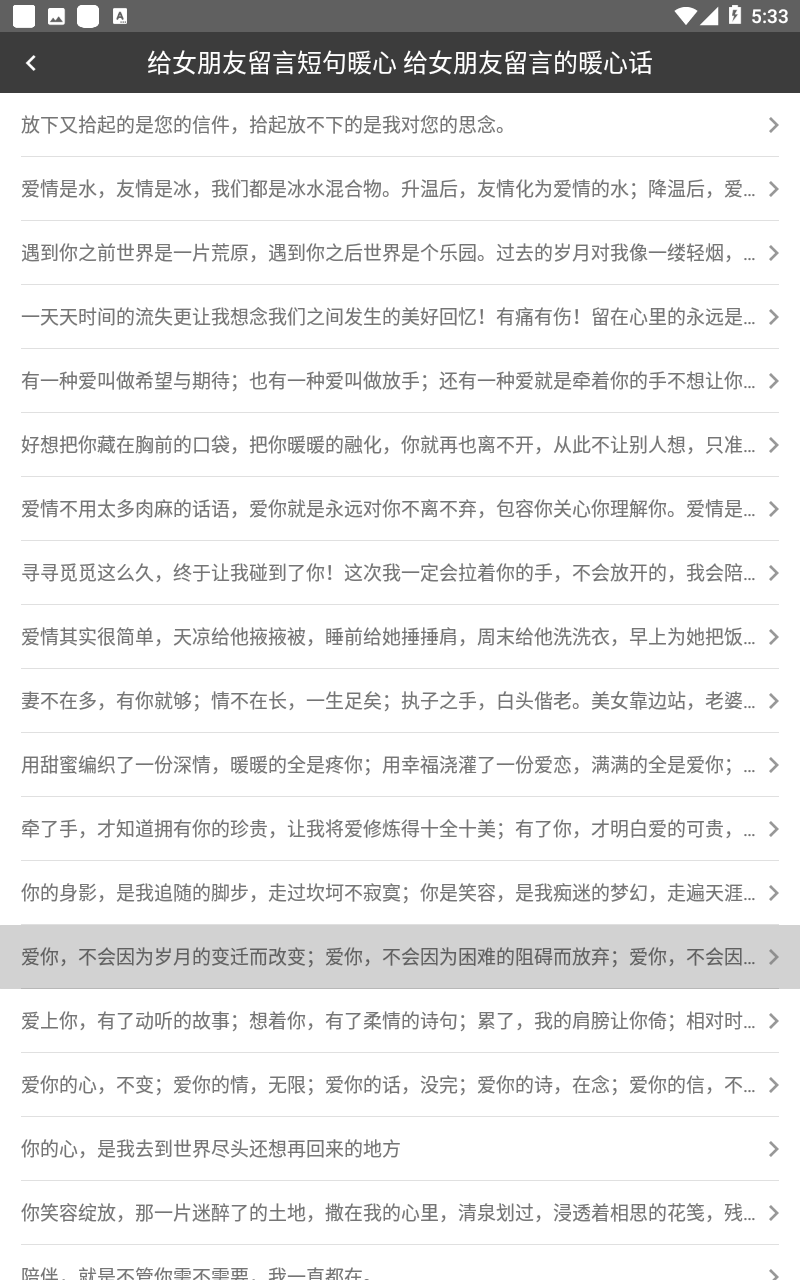 5:33
给女朋友留言短句暖心 给女朋友留言的暖心话
放下又拾起的是您的信件，拾起放不下的是我对您的思念。
爱情是水，友情是冰，我们都是冰水混合物。升温后，友情化为爱情的水；降温后，爱...
遇到你之前世界是一片荒原，遇到你之后世界是个乐园。过去的岁月对我像一缕轻烟，...
一天天时间的流失更让我想念我们之间发生的美好回忆！有痛有伤！留在心里的永远是...
有一种爱叫做希望与期待；也有一种爱叫做放手；还有一种爱就是牵着你的手不想让你...
好想把你藏在胸前的口袋，把你暖暖的融化，你就再也离不开，从此不让别人想，只准...
爱情不用太多肉麻的话语，爱你就是永远对你不离不弃，包容你关心你理解你。爱情是...
寻寻觅觅这么久，终于让我碰到了你！这次我一定会拉着你的手，不会放开的，我会陪...
爱情其实很简单，天凉给他掖掖被，睡前给她捶捶肩，周末给他洗洗衣，早上为她把饭...
妻不在多，有你就够；情不在长，一生足矣；执子之手，白头偕老。美女靠边站，老婆...
用甜蜜编织了一份深情，暖暖的全是疼你；用幸福浇灌了一份爱恋，满满的全是爱你；...
牵了手，才知道拥有你的珍贵，让我将爱修炼得十全十美；有了你，才明白爱的可贵，...
你的身影，是我追随的脚步，走过坎坷不寂寞；你是笑容，是我痴迷的梦幻，走遍天涯...
爱你，不会因为岁月的变迁而改变；爱你，不会因为困难的阻碍而放弃；爱你，不会因...
爱上你，有了动听的故事；想着你，有了柔情的诗句；累了，我的肩膀让你倚；相对时...
爱你的心，不变；爱你的情，无限；爱你的话，没完；爱你的诗，在念；爱你的信，不...
你的心，是我去到世界尽头还想再回来的地方
你笑容绽放，那一片迷醉了的土地，撒在我的心里，清泉划过，浸透着相思的花笺，残...
陪伴，就是不管你需不需要，我一直都在。